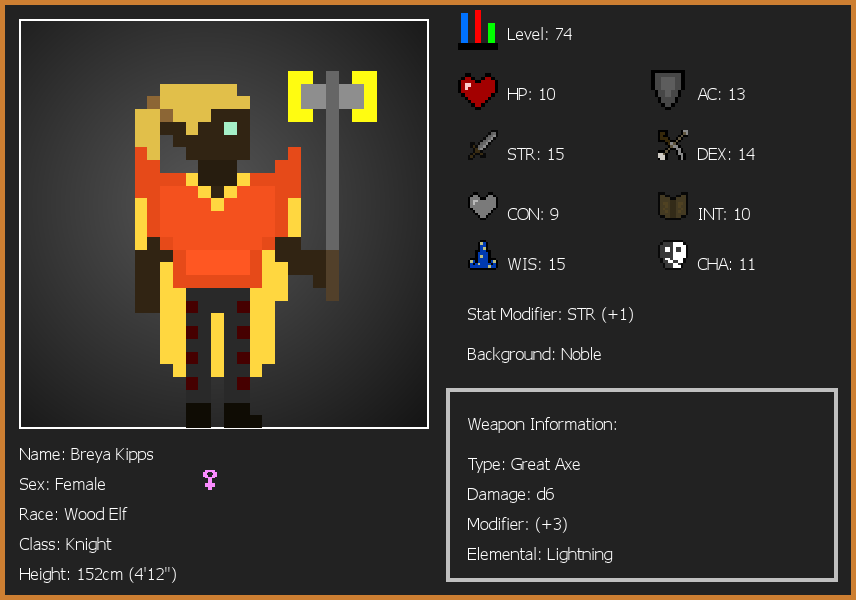 Level: 74
HP: 10
AC: 13
STR: 15
DEX: 14
CON: 9
INT: 10
WIS: 15
CHA: 11
Stat Modifier: STR (+1)
Background: Noble
Weapon Information:
Type: Great Axe
Damage: d6
Modifier: (+3)
Elemental: Lightning
Name: Breya Kipps
Sex: Female
Race: Wood Elf
Class: Knight
Height: 152cm (4'12")